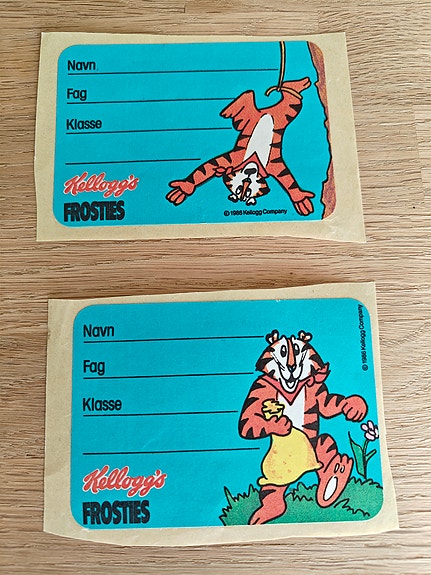 Navn
Fag
Klasse
Kellogg's
FROSTIES
© 1986 Kellogg Company
Navn
Fag
Klasse
Kellogg's
FROSTIES
© 1986 Kellogg Company